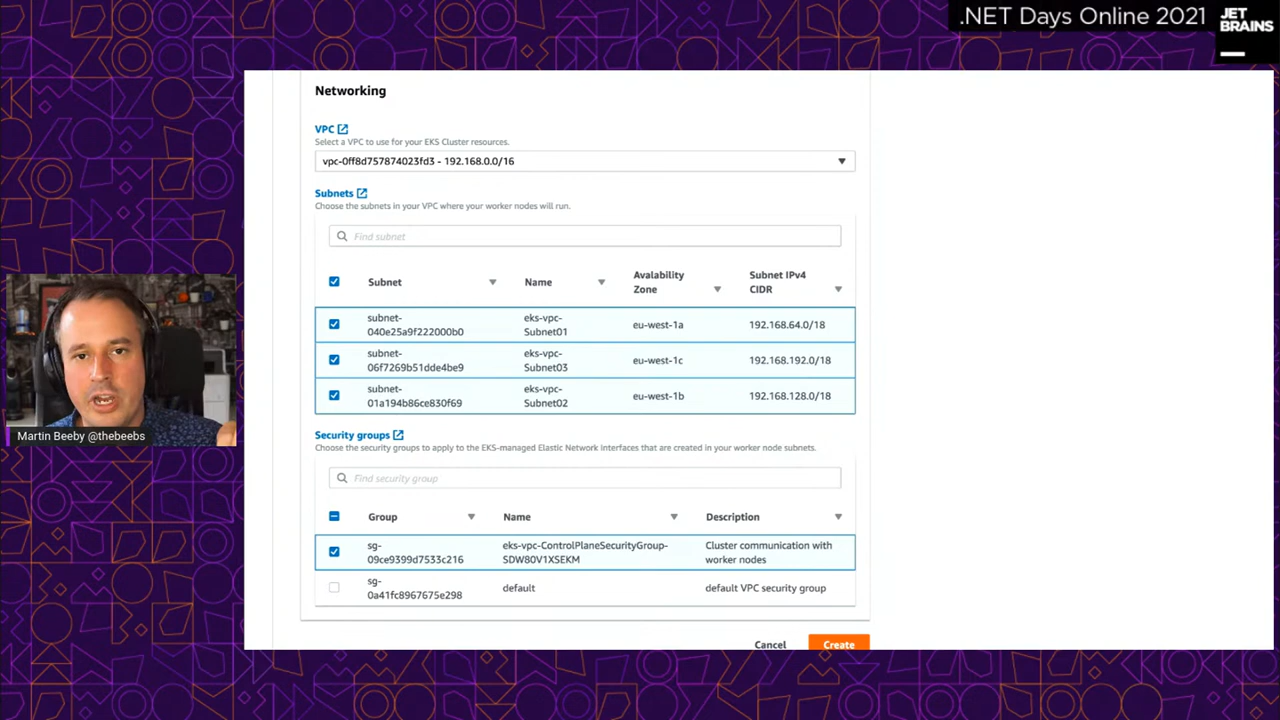 .NET Days Online 2021
JET
BRAINS
Networking
VPC
Select a VPC to use for your EKS Cluster resources.
vpc-0ff8d757874023fd3 - 192.168.0.0/16
Subnets
Choose the subnets in your VPC where your worker nodes will run.
Find subnet
Subnet
Name
Avalability
Zone
Subnet IPv4
CIDR
subnet-
040e25a9f222000b0
eks-vpc-
Subnet01
eu-west-1a
192.168.64.0/18
subnet-
06f7269b51dde4be9
eks-vpc-
Subnet03
eu-west-1c
192.168.192.0/18
subnet-
01a194b86ce830f69
eks-vpc-
Subnet02
eu-west-1b
192.168.128.0/18
Security groups
Choose the security groups to apply to the EKS-managed Elastic Network Interfaces that are created in your worker node subnets.
Find security group
Group
Name
Description
sg-
09ce9399d7533c216
eks-vpc-ControlPlaneSecurityGroup-
SDW80V1XSEKM
Cluster communication with
worker nodes
sg-
0a41fc8967675e298
default
default VPC security group
Cancel
Create
Martin Beeby @thebeebs